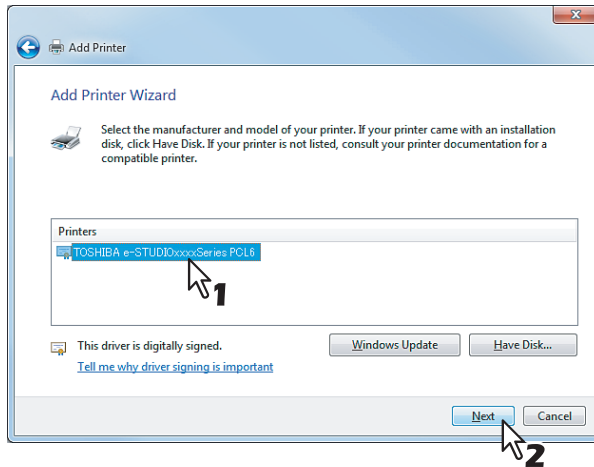 Add Printer
Add Printer Wizard
Select the manufacturer and model of your printer. If your printer came with an installation
disk, click Have Disk. If your printer is not listed, consult your printer documentation for a
compatible printer.
Printers
TOSHIBA e-STUDIOxxxxSeries PCL6
1
This driver is digitally signed.
Windows Update
Have Disk...
Tell me why driver signing is important
Next
Cancel
2